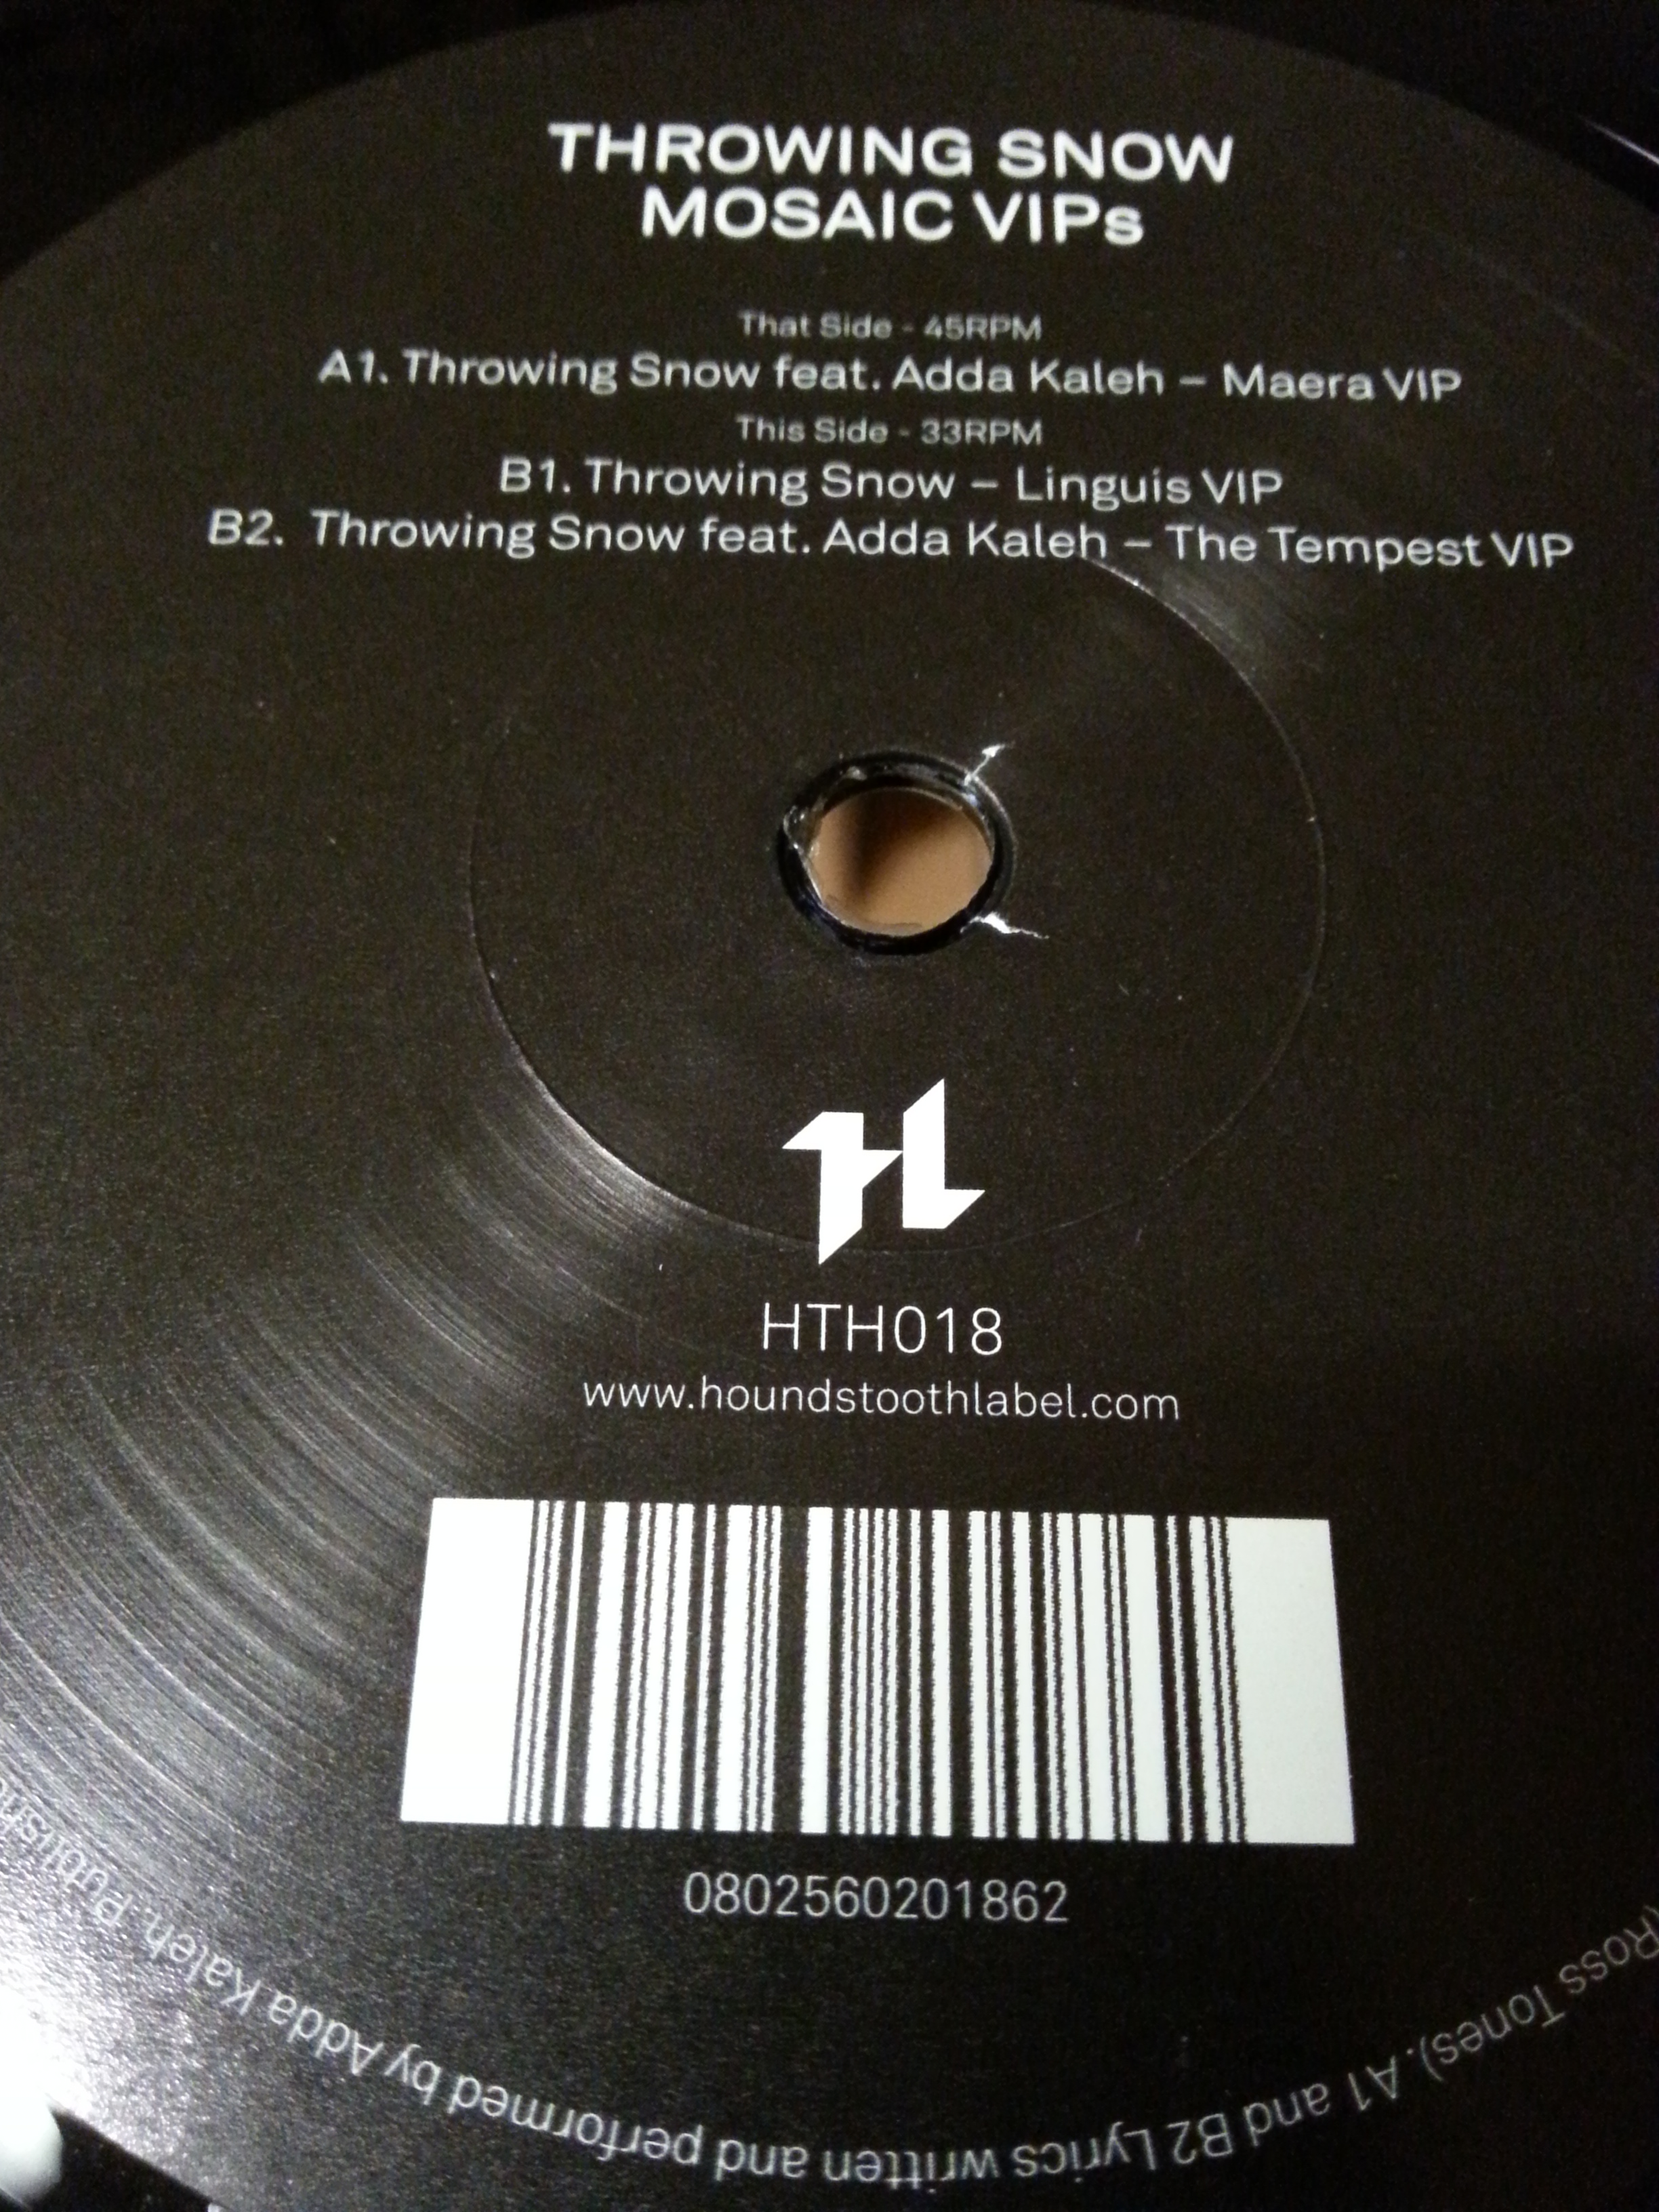 THROWING SNOW
MOSAIC VIPs
That Side - 45RPM
A1. Throwing Snow feat. Adda Kaleh – Maera VIP
This Side - 33RPM
B1. Throwing Snow – Linguis VIP
B2. Throwing Snow feat. Adda Kaleh – The Tempest VIP
HTH018
www.houndstoothlabel.com
0802560201862
(Ross Tones). A1 and B2 Lyrics written and performed by Adda Kaleh.